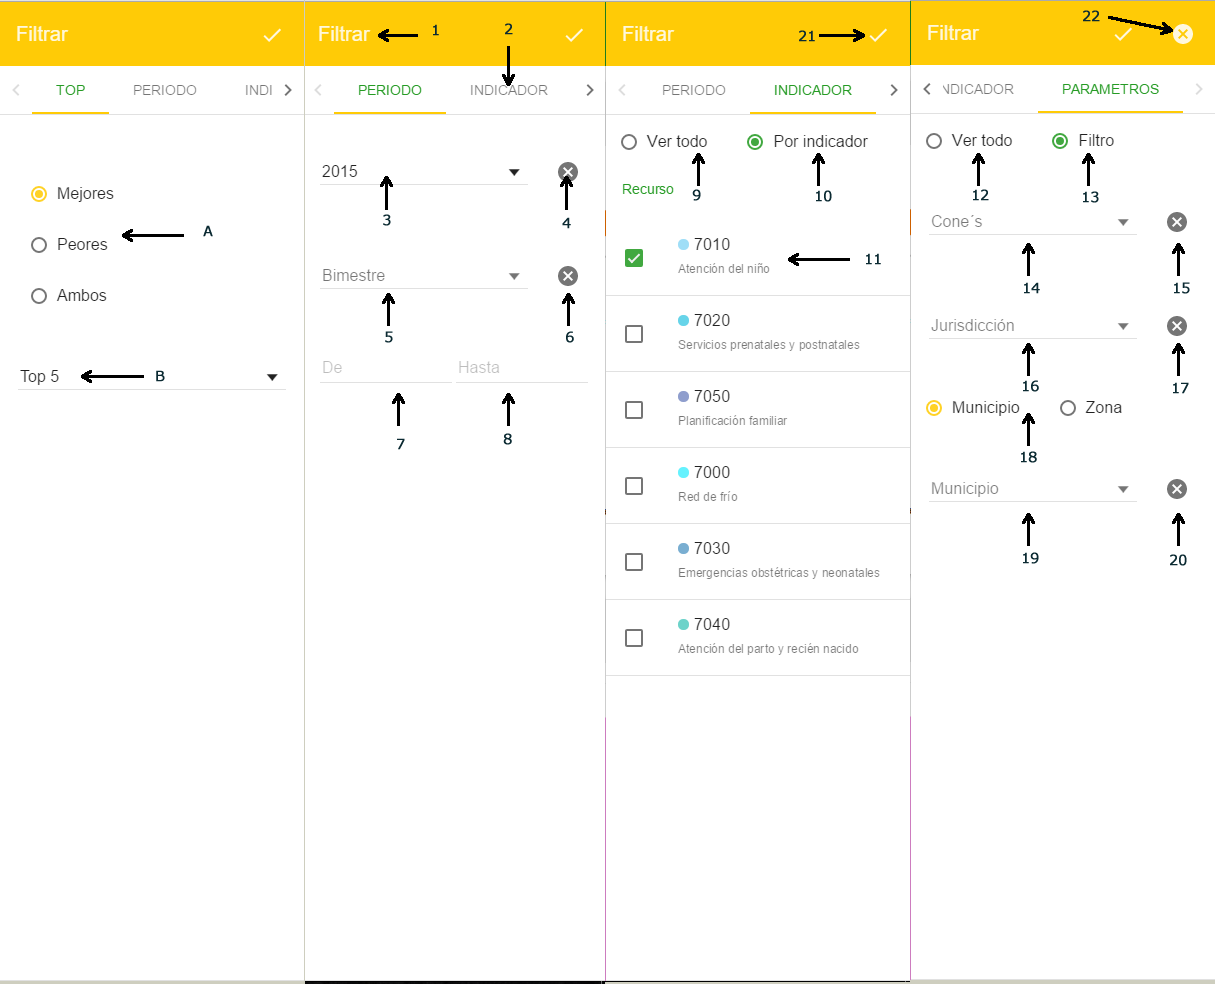 Filtrar
TOP PERIODO INDI
Mejores
Peores
A
Ambos
Top 5
B
Filtrar
1
2
PERIODO INDICADOR
2015
3
4
Bimestre
5
6
De Hasta
7
8
Filtrar
21
PERIODO INDICADOR
Ver todo Por indicador
9
10
Recurso
7010
Atención del niño
11
7020
Servicios prenatales y postnatales
7050
Planificación familiar
7000
Red de frío
7030
Emergencias obstétricas y neonatales
7040
Atención del parto y recién nacido
22
Filtrar
NDICADOR PARAMETROS
Ver todo Filtro
12
13
Cone´s
14
15
Jurisdicción
16
17
Municipio Zona
18
Municipio
19
20